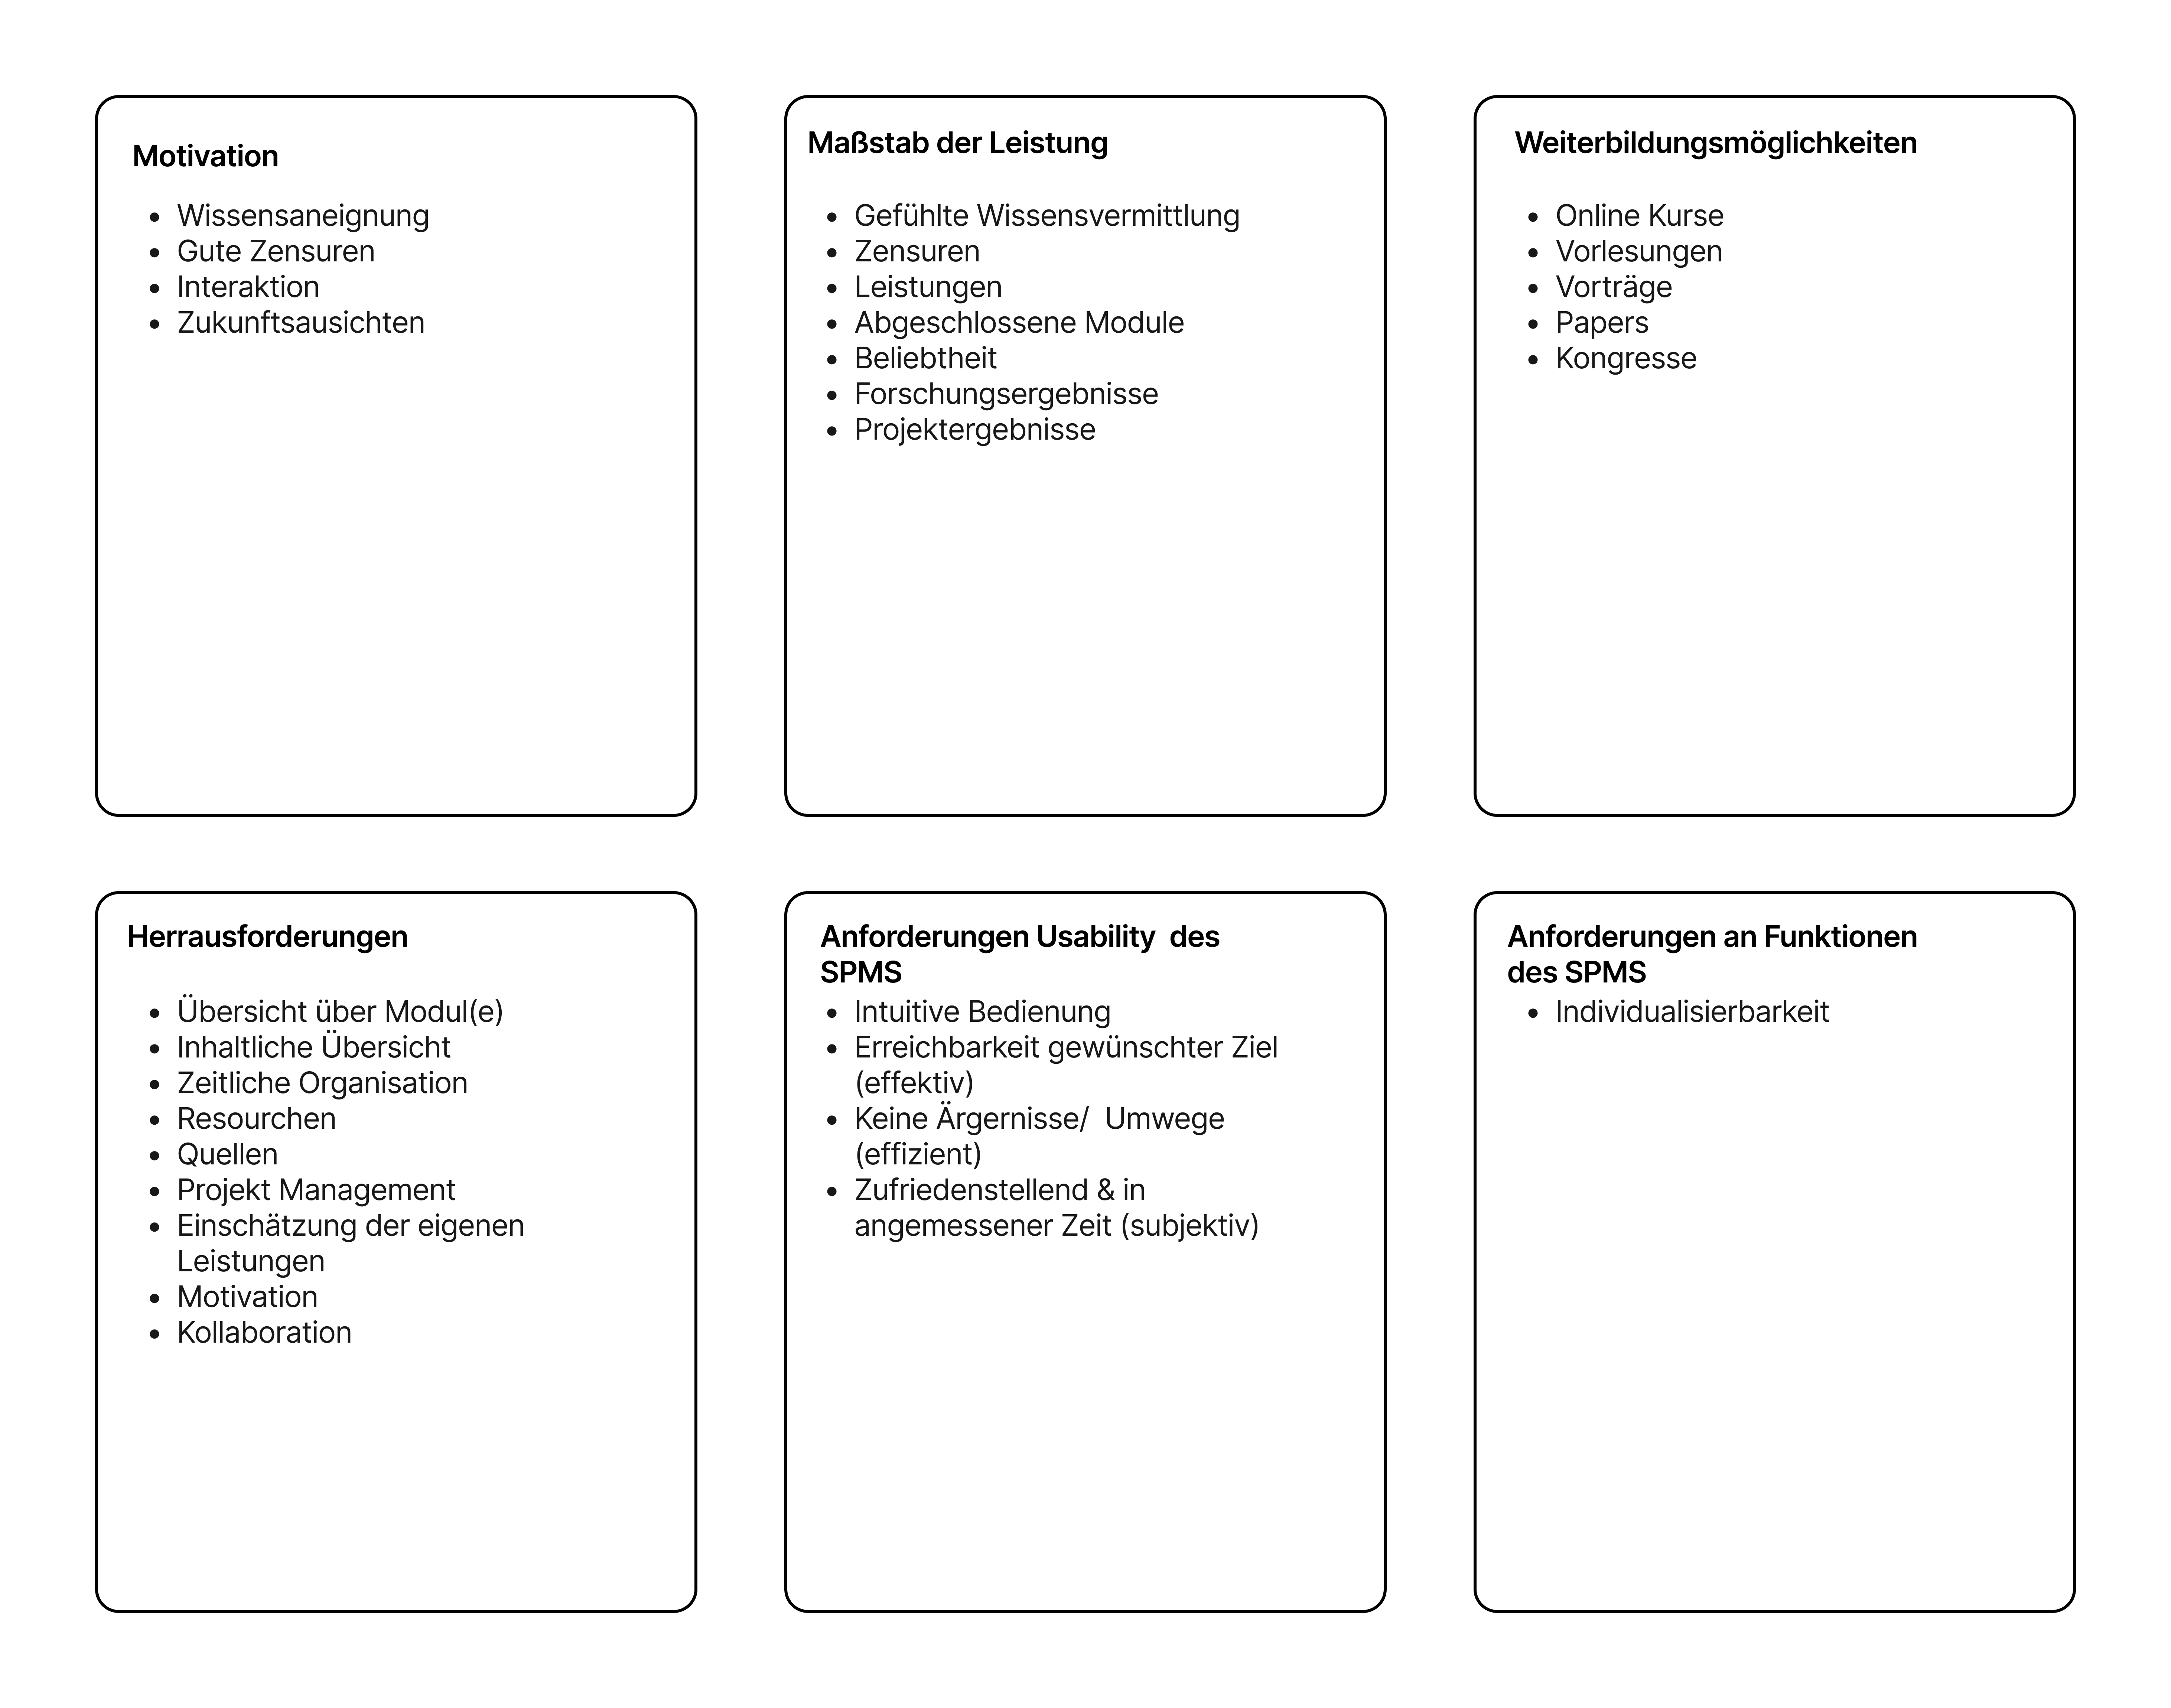 Motivation
• Wissensaneignung
• Gute Zensuren
• Interaktion
• Zukunftsausichten
Maßstab der Leistung
• Gefühlte Wissensvermittlung
• Zensuren
• Leistungen
• Abgeschlossene Module
• Beliebtheit
• Forschungsergebnisse
• Projektergebnisse
Weiterbildungsmöglichkeiten
• Online Kurse
• Vorlesungen
• Vorträge
• Papers
• Kongresse
Herrausforderungen
• Übersicht über Modul(e)
• Inhaltliche Übersicht
• Zeitliche Organisation
• Resourchen
• Quellen
• Projekt Management
• Einschätzung der eigenen
Leistungen
• Motivation
• Kollaboration
Anforderungen Usability  des
SPMS
• Intuitive Bedienung
• Erreichbarkeit gewünschter Ziel
(effektiv)
• Keine Ärgernisse/  Umwege
(effizient)
• Zufriedenstellend & in
angemessener Zeit (subjektiv)
Anforderungen an Funktionen
des SPMS
• Individualisierbarkeit